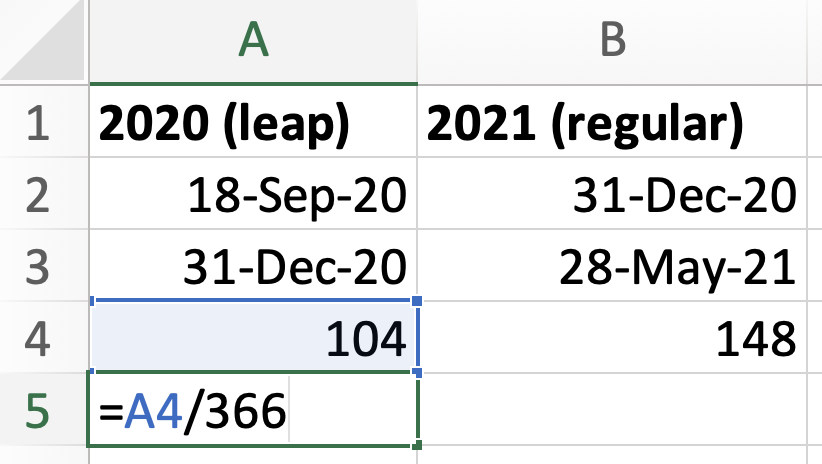 A B
1 2020 (leap) 2021 (regular)
2 18-Sep-20 31-Dec-20
3 31-Dec-20 28-May-21
4 104 148
5 =A4/366